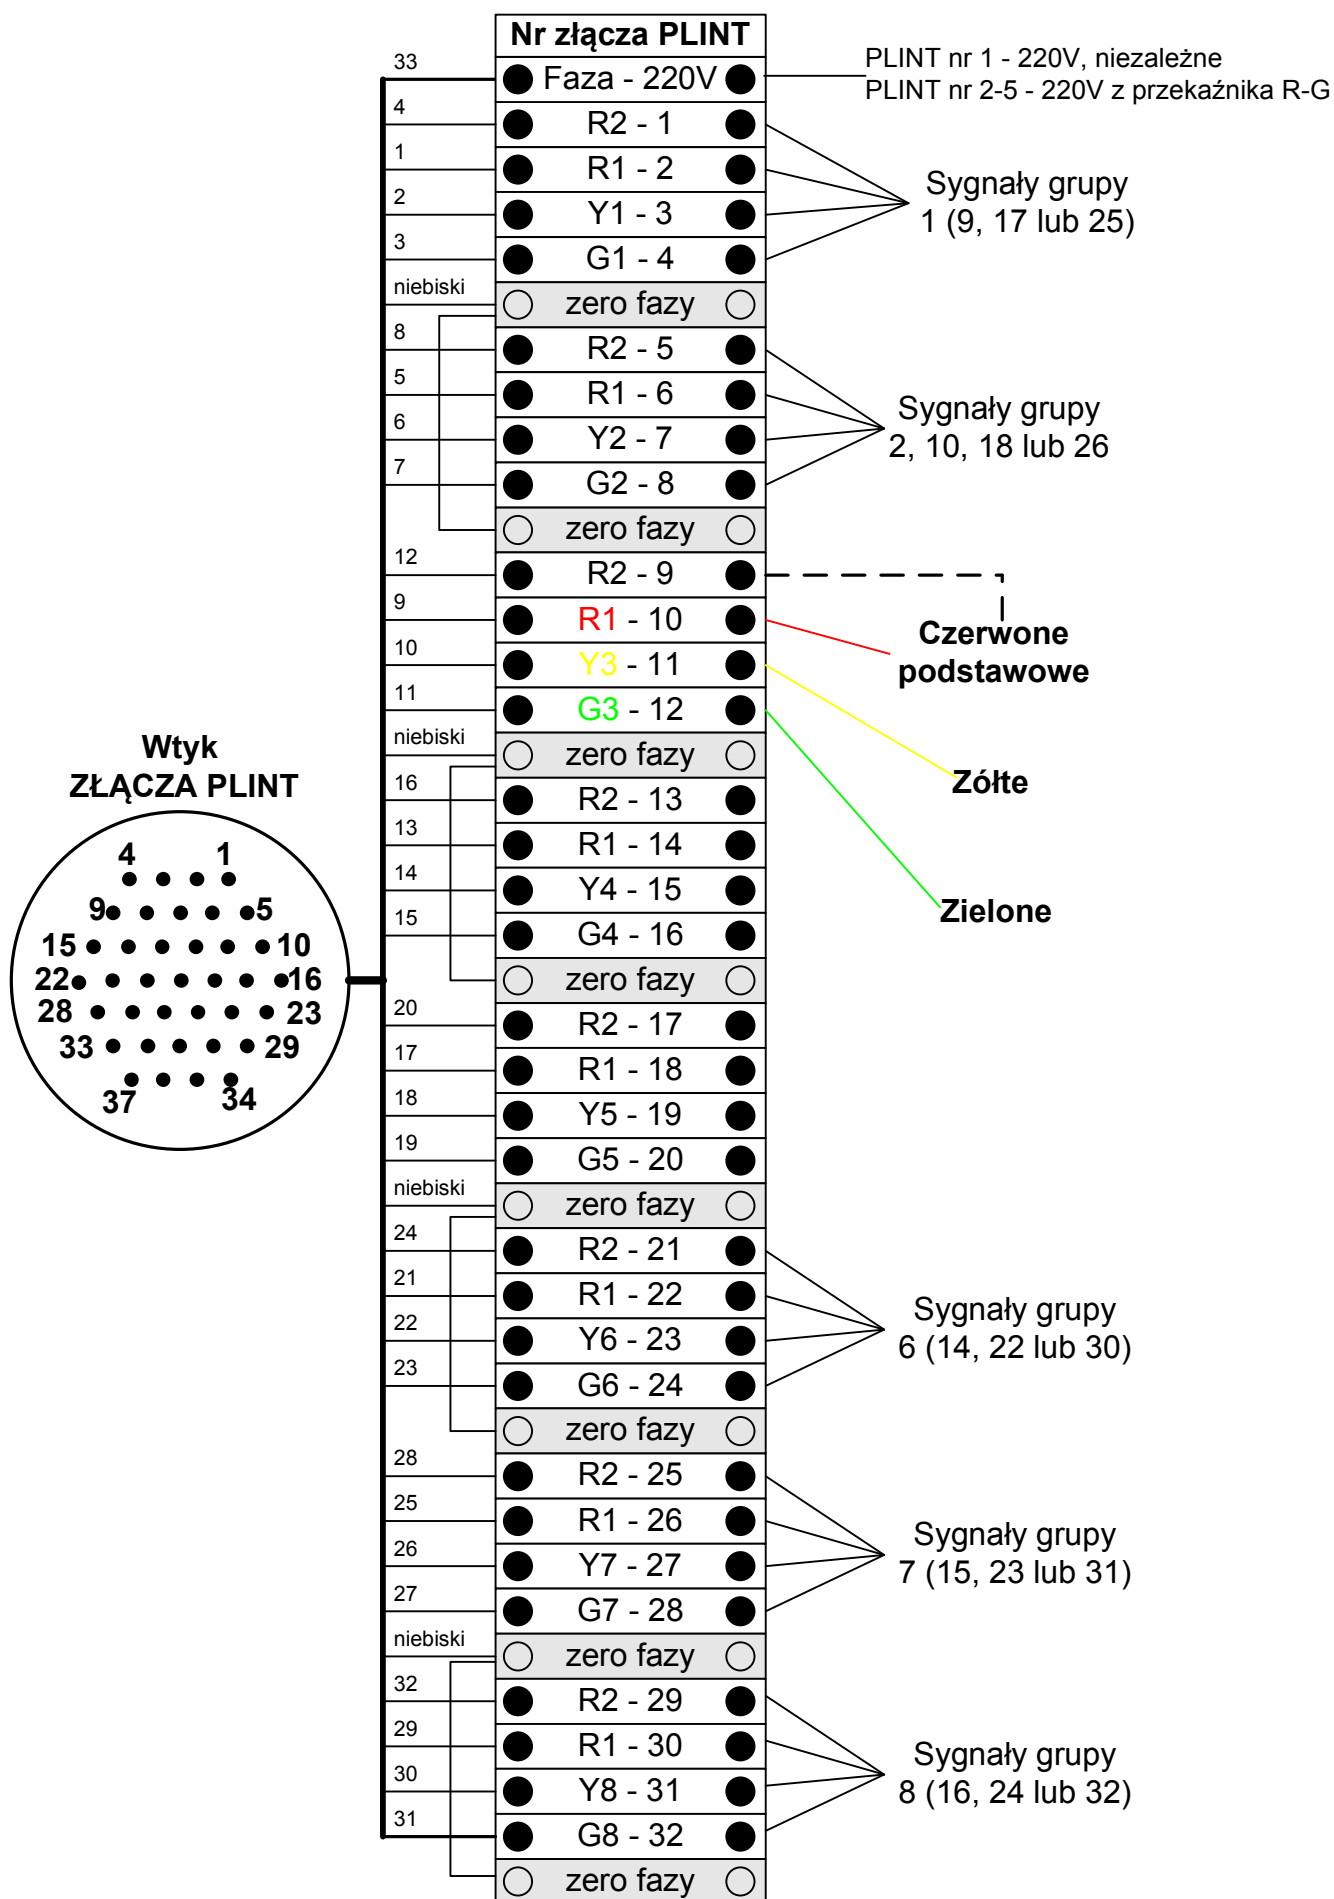 Nr złącza PLINT
33
Faza - 220V
PLINT nr 1 - 220V, niezależne
PLINT nr 2-5 - 220V z przekaźnika R-G
4
R2 - 1
1
R1 - 2
2
Y1 - 3
3
G1 - 4
Sygnały grupy
1 (9, 17 lub 25)
niebiski
zero fazy
8
R2 - 5
5
R1 - 6
6
Y2 - 7
7
G2 - 8
Sygnały grupy
2, 10, 18 lub 26
zero fazy
12
R2 - 9
9
R1 - 10
10
Y3 - 11
11
G3 - 12
Czerwone
podstawowe
Zółte
Zielone
niebiski
zero fazy
16
R2 - 13
13
R1 - 14
14
Y4 - 15
15
G4 - 16
zero fazy
Wtyk
ZŁĄCZA PLINT
4 1
9 5
15 10
22 16
28 23
33 29
37 34
20
R2 - 17
17
R1 - 18
18
Y5 - 19
19
G5 - 20
niebiski
zero fazy
24
R2 - 21
21
R1 - 22
22
Y6 - 23
23
G6 - 24
Sygnały grupy
6 (14, 22 lub 30)
zero fazy
28
R2 - 25
25
R1 - 26
26
Y7 - 27
27
G7 - 28
Sygnały grupy
7 (15, 23 lub 31)
niebiski
zero fazy
32
R2 - 29
29
R1 - 30
30
Y8 - 31
31
G8 - 32
Sygnały grupy
8 (16, 24 lub 32)
zero fazy